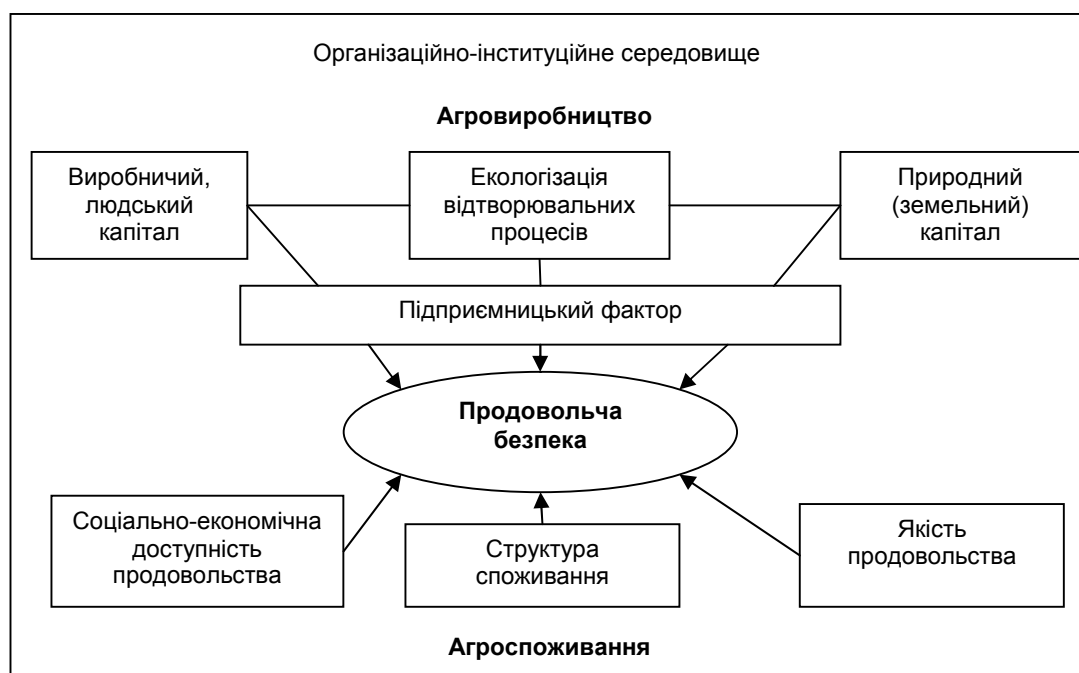 Організаційно-інституційне середовище
Агровиробництво
Виробничий,
людський
капітал
Екологізація
відтворювальних
процесів
Природний
(земельний)
капітал
Підприємницький фактор
Продовольча
безпека
Соціально-економічна
доступність
продовольства
Структура
споживання
Якість
продовольства
Агроспоживання